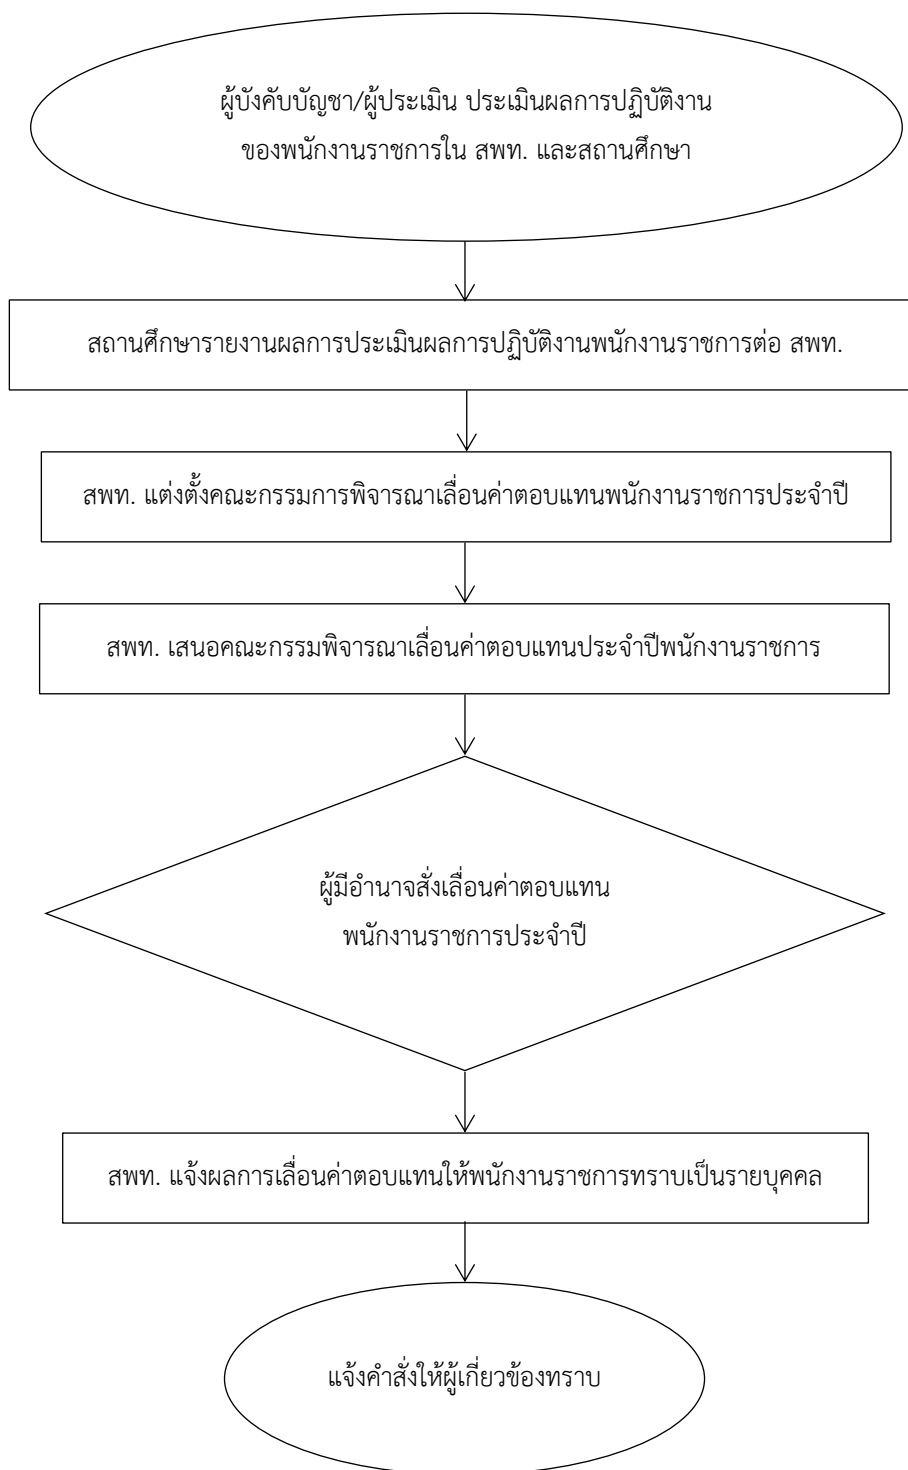 ผู้บังคับบัญชา/ผู้ประเมิน ประเมินผลการปฏิบัติงาน
ของพนักงานราชการใน สพท. และสถานศึกษา
สถานศึกษารายงานผลการประเมินผลการปฏิบัติงานพนักงานราชการต่อ สพท.
สพท. แต่งตั้งคณะกรรมการพิจารณาเลื่อนค่าตอบแทนพนักงานราชการประจำปี
สพท. เสนอคณะกรรมพิจารณาเลื่อนค่าตอบแทนประจำปีพนักงานราชการ
ผู้มีอำนาจสั่งเลื่อนค่าตอบแทน
พนักงานราชการประจำปี
สพท. แจ้งผลการเลื่อนค่าตอบแทนให้พนักงานราชการทราบเป็นรายบุคคล
แจ้งคำสั่งให้ผู้เกี่ยวข้องทราบ